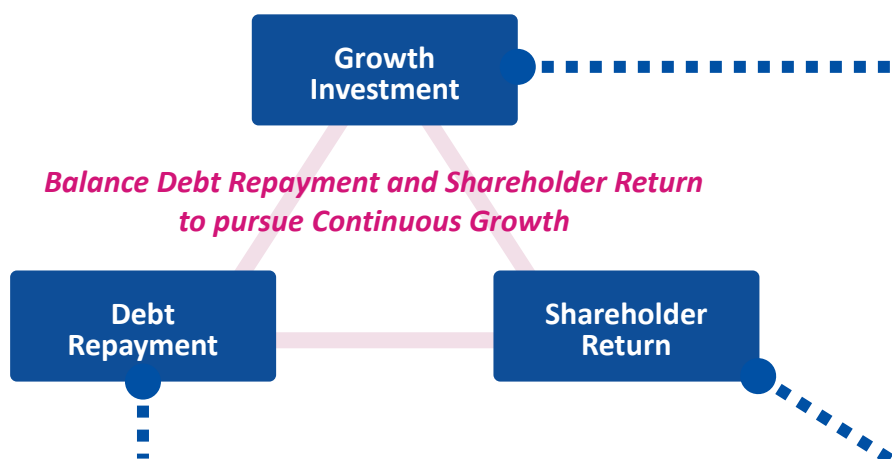 Growth
Investment
Balance Debt Repayment and Shareholder Return
to pursue Continuous Growth
Debt
Repayment
Shareholder
Return